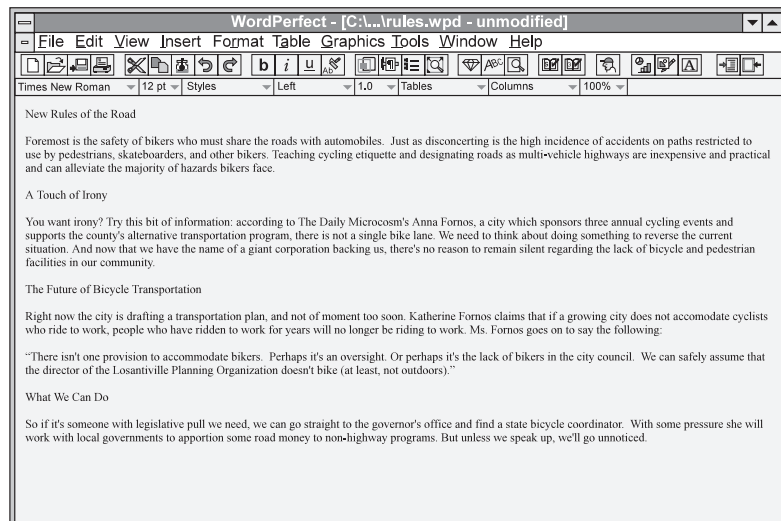 WordPerfect - [C:\...\rules.wpd - unmodified]
File Edit View Insert Format Table Graphics Tools Window Help
b i u Ab ABC A
Times New Roman 12 pt Styles Left 1.0 Tables Columns 100%
New Rules of the Road
Foremost is the safety of bikers who must share the roads with automobiles. Just as disconcerting is the high incidence of accidents on paths restricted to
use by pedestrians, skateboarders, and other bikers. Teaching cycling etiquette and designating roads as multi-vehicle highways are inexpensive and practical
and can alleviate the majority of hazards bikers face.
A Touch of Irony
You want irony? Try this bit of information: according to The Daily Microcosm's Anna Fornos, a city which sponsors three annual cycling events and
supports the county's alternative transportation program, there is not a single bike lane. We need to think about doing something to reverse the current
situation. And now that we have the name of a giant corporation backing us, there's no reason to remain silent regarding the lack of bicycle and pedestrian
facilities in our community.
The Future of Bicycle Transportation
Right now the city is drafting a transportation plan, and not of moment too soon. Katherine Fornos claims that if a growing city does not accomodate cyclists
who ride to work, people who have ridden to work for years will no longer be riding to work. Ms. Fornos goes on to say the following:
“There isn't one provision to accommodate bikers. Perhaps it's an oversight. Or perhaps it's the lack of bikers in the city council. We can safely assume that
the director of the Losantiville Planning Organization doesn't bike (at least, not outdoors).”
What We Can Do
So if it's someone with legislative pull we need, we can go straight to the governor's office and find a state bicycle coordinator. With some pressure she will
work with local governments to apportion some road money to non-highway programs. But unless we speak up, we'll go unnoticed.